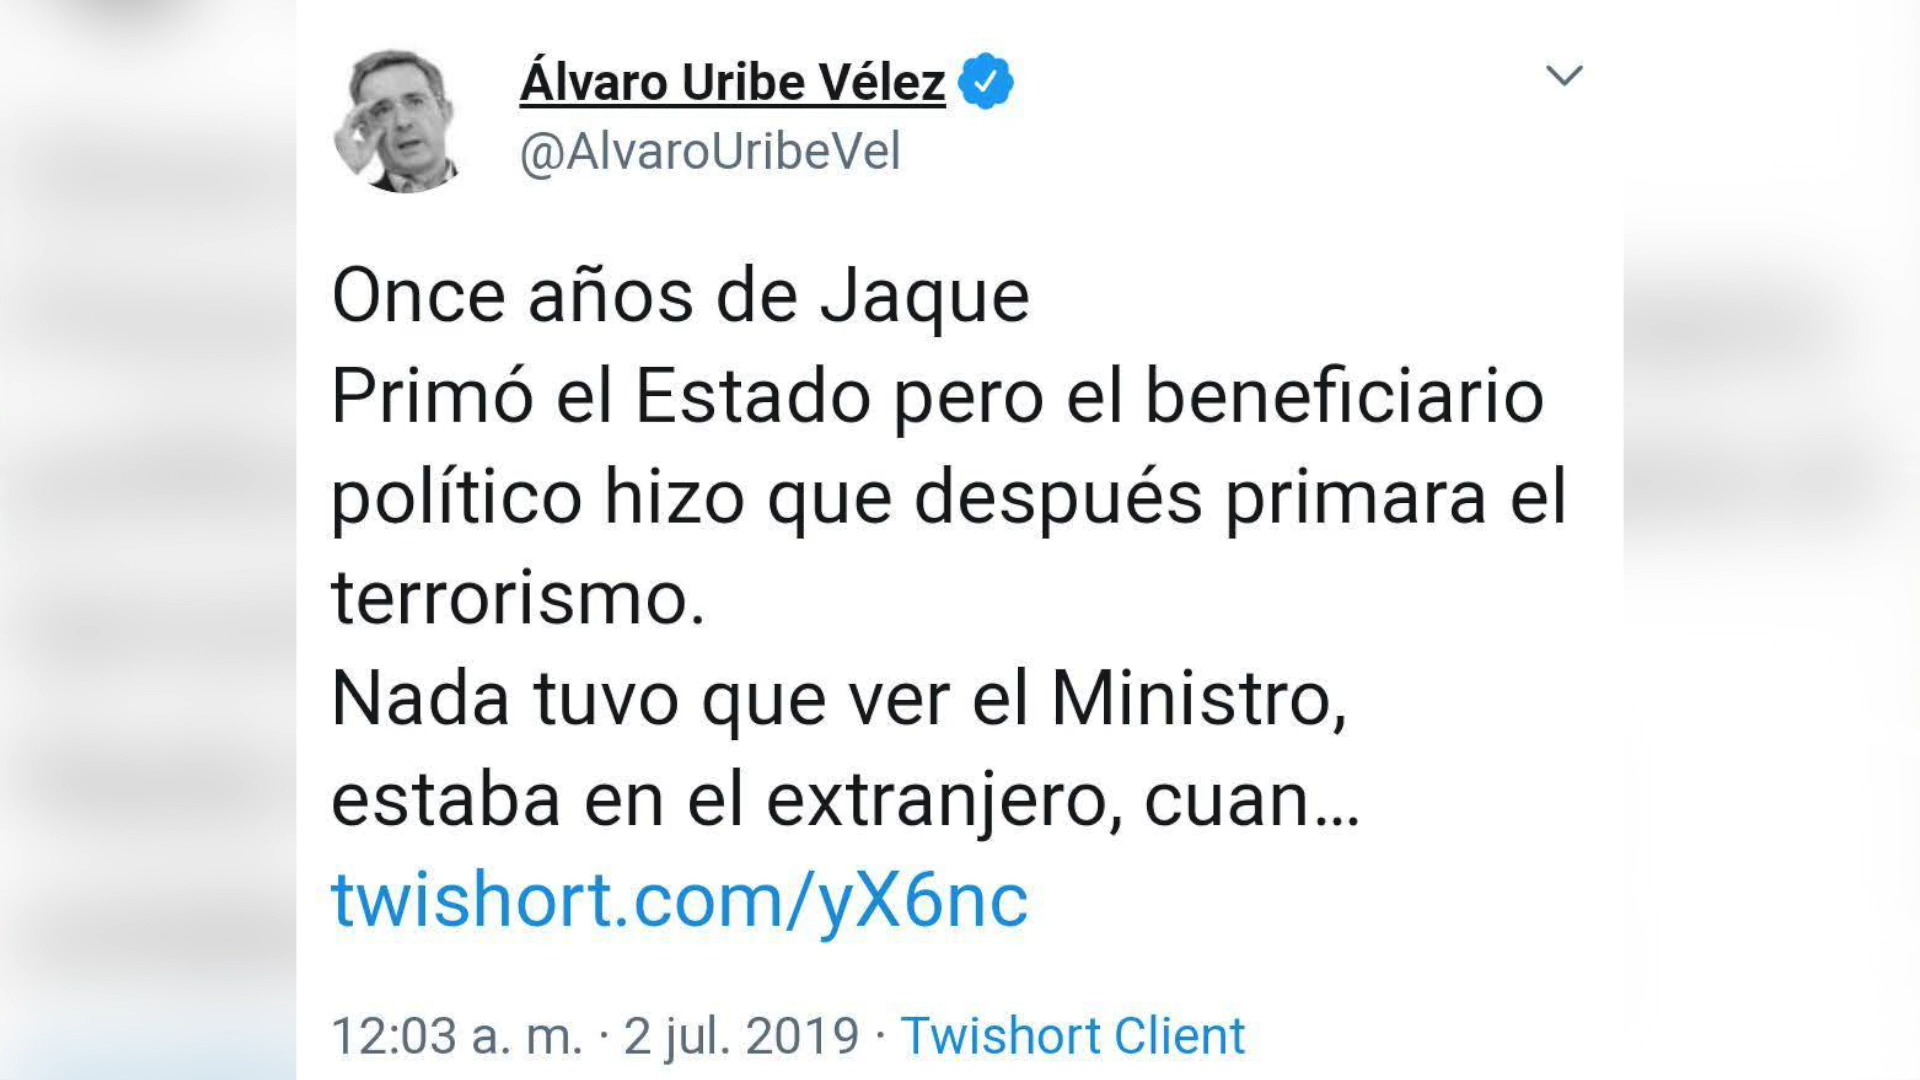 Álvaro Uribe Vélez
@AlvaroUribeVel
Once años de Jaque
Primó el Estado pero el beneficiario
político hizo que después primara el
terrorismo.
Nada tuvo que ver el Ministro,
estaba en el extranjero, cuan...
twishort.com/yX6nc
12:03 a. m. · 2 jul. 2019 · Twishort Client